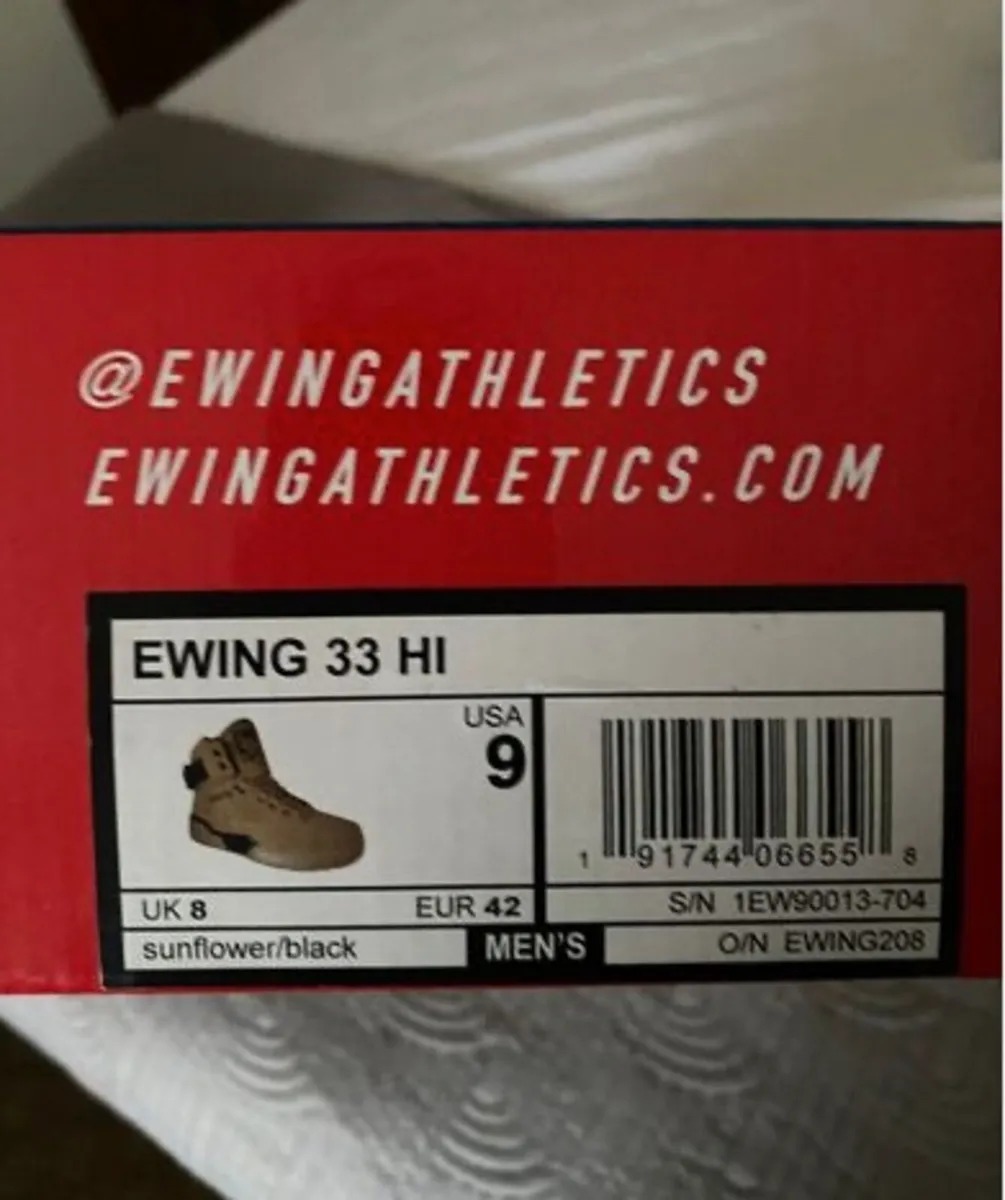 @EWINGATHLETICS
EWINGATHLETICS.COM
EWING 33 HI
USA
9
1 91744 06655 8
UK 8 EUR 42
S/N 1EW90013-704
sunflower/black
MEN'S
O/N EWING208